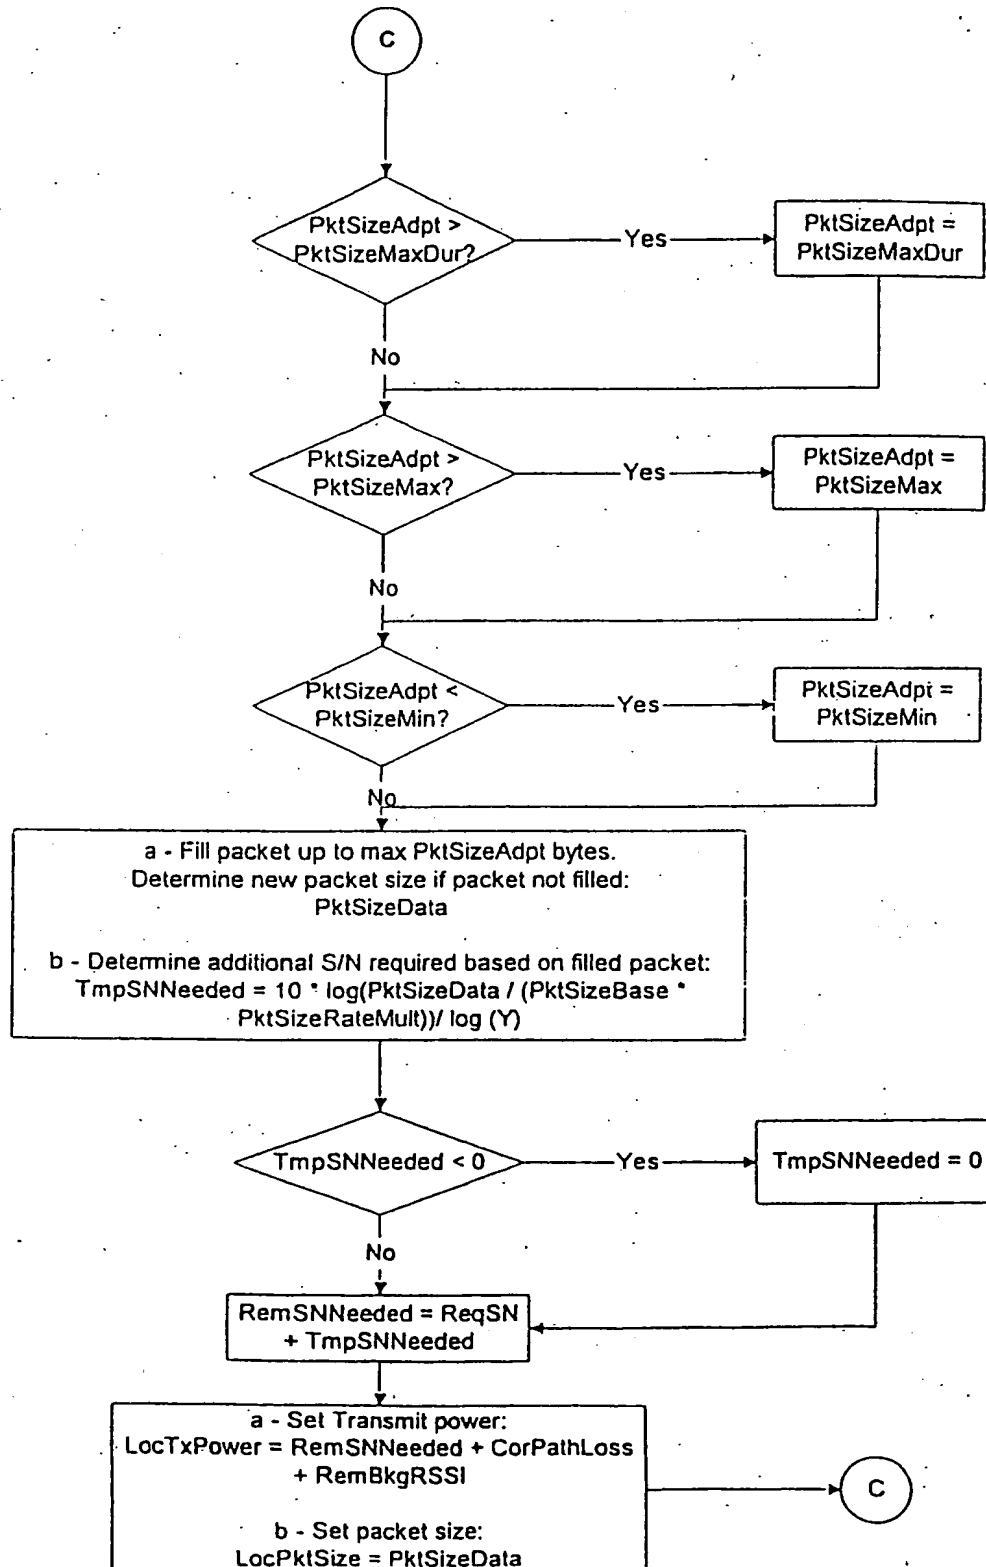 C
PktSizeAdpt >
PktSizeMaxDur?
Yes
PktSizeAdpt =
PktSizeMaxDur
No
PktSizeAdpt >
PktSizeMax?
Yes
PktSizeAdpt =
PktSizeMax
No
PktSizeAdpt <
PktSizeMin?
Yes
PktSizeAdpt =
PktSizeMin
No
a - Fill packet up to max PktSizeAdpt bytes.
Determine new packet size if packet not filled:
PktSizeData
b - Determine additional S/N required based on filled packet:
TmpSNNeeded = 10 * log(PktSizeData / (PktSizeBase *
PktSizeRateMult))/ log (Y)
TmpSNNeeded < 0
Yes
TmpSNNeeded = 0
No
RemSNNeeded = ReqSN
+ TmpSNNeeded
a - Set Transmit power:
LocTxPower = RemSNNeeded + CorPathLoss
+ RemBkgRSSI
C
b - Set packet size:
LocPktSize = PktSizeData